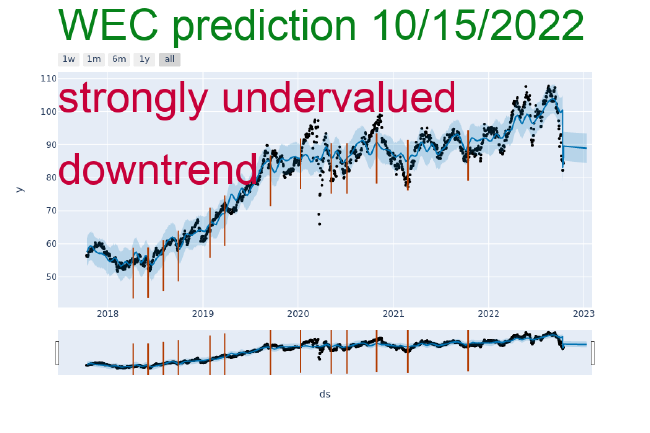 WEC prediction 10/15/2022
1w 1m 6m 1y all
110
strongly undervalued
100
90
downtrend
80
70
60
50
y
2018 2019 2020 2021 2022 2023
ds